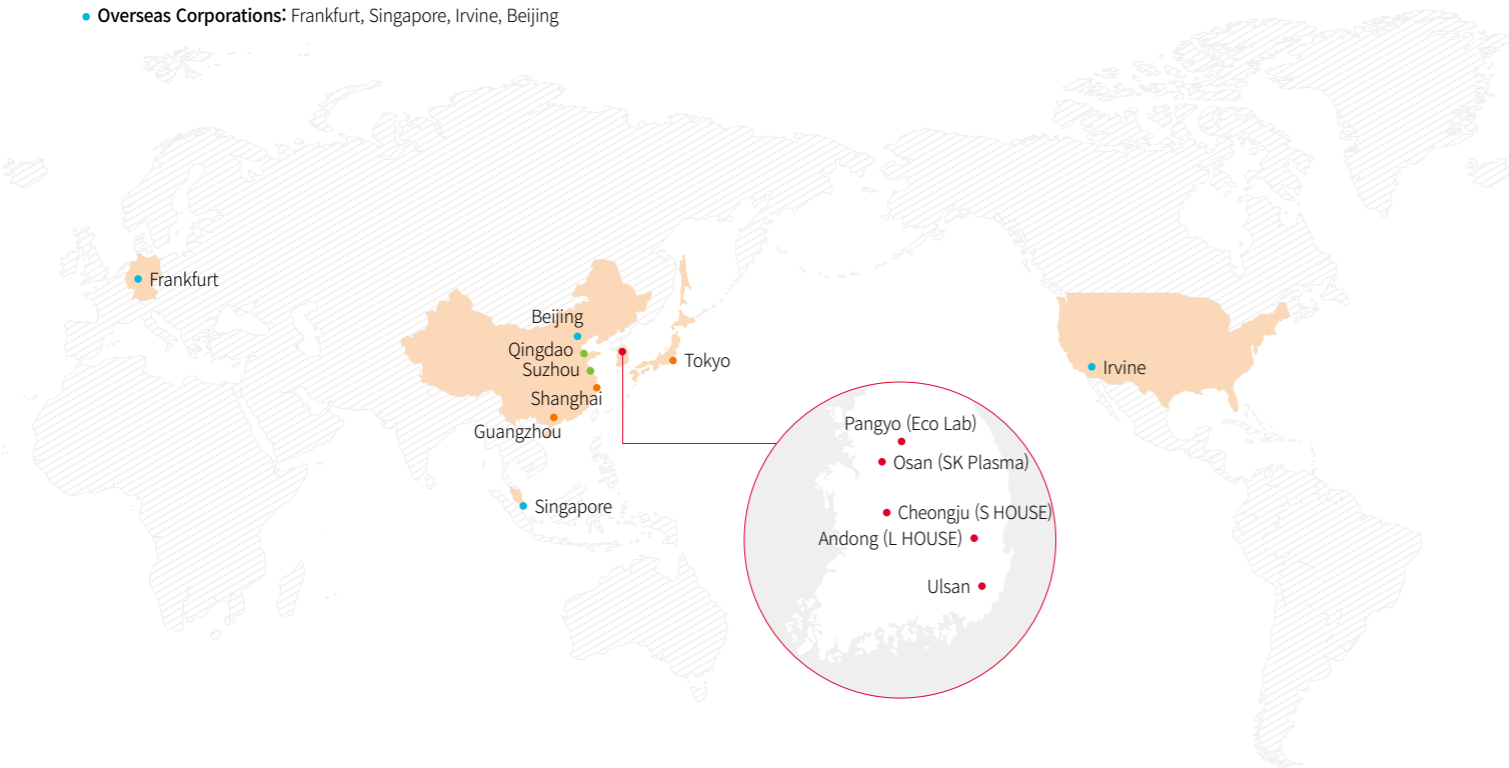 • Overseas Corporations: Frankfurt, Singapore, Irvine, Beijing
Frankfurt
Beijing
Qingdao
Suzhou
Shanghai
Guangzhou
Tokyo
Singapore
Irvine
Pangyo (Eco Lab)
Osan (SK Plasma)
Cheongju (S HOUSE)
Andong (L HOUSE)
Ulsan